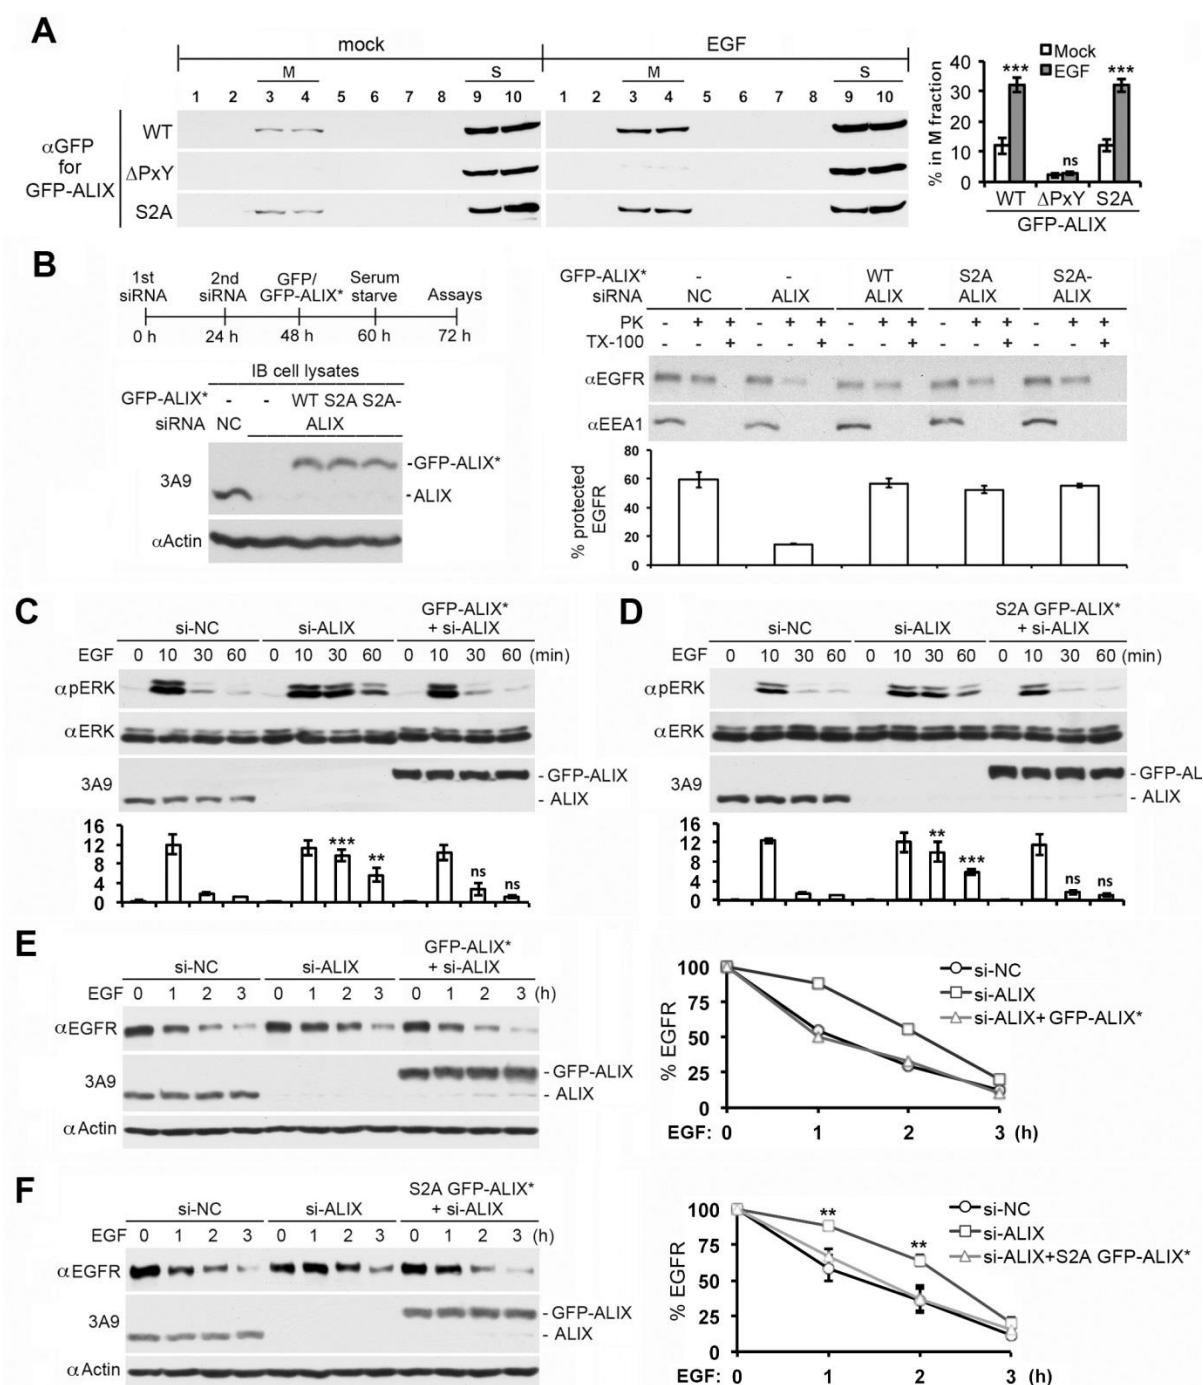 A
mock EGF
M S M S
1 2 3 4 5 6 7 8 9 10 1 2 3 4 5 6 7 8 9 10
αGFP
for
GFP-ALIX
WT
ΔPxY
S2A
% in M fraction
40
30
20
10
0
Mock
EGF
*** ns ***
WT ΔPxY S2A
GFP-ALIX
B
1st
siRNA
2nd
siRNA
GFP/
GFP-ALIX*
Serum
starve
Assays
0 h 24 h 48 h 60 h 72 h
IB cell lysates
GFP-ALIX* - - WT S2A S2A-
siRNA NC ALIX
3A9
-GFP-ALIX*
-ALIX
αActin
GFP-ALIX* - - WT S2A S2A-
siRNA NC ALIX ALIX ALIX ALIX
PK - + + - + + - + + - + + - + +
TX-100 - - + - - + - - + - - + - - +
αEGFR
αEEA1
% protected
EGFR
80
60
40
20
0
C
si-NC si-ALIX
GFP-ALIX*
+ si-ALIX
EGF 0 10 30 60 0 10 30 60 0 10 30 60 (min)
αpERK
αERK
3A9
- GFP-ALIX
- ALIX
16
12
8
4
0
*** ** ns ns
D
si-NC si-ALIX
S2A GFP-ALIX*
+ si-ALIX
EGF 0 10 30 60 0 10 30 60 0 10 30 60 (min)
αpERK
αERK
3A9
- GFP-AL
- ALIX
16
12
8
4
0
** *** ns ns
E
si-NC si-ALIX
GFP-ALIX*
+ si-ALIX
EGF 0 1 2 3 0 1 2 3 0 1 2 3 (h)
αEGFR
3A9
- GFP-ALIX
- ALIX
αActin
% EGFR
100
75
50
25
0
si-NC
si-ALIX
si-ALIX+GFP-ALIX*
EGF: 0 1 2 3 (h)
F
si-NC si-ALIX
S2A GFP-ALIX*
+ si-ALIX
EGF 0 1 2 3 0 1 2 3 0 1 2 3 (h)
αEGFR
3A9
- GFP-ALIX
- ALIX
αActin
% EGFR
100
75
50
25
0
** **
si-NC
si-ALIX
si-ALIX+S2A GFP-ALIX*
EGF: 0 1 2 3 (h)